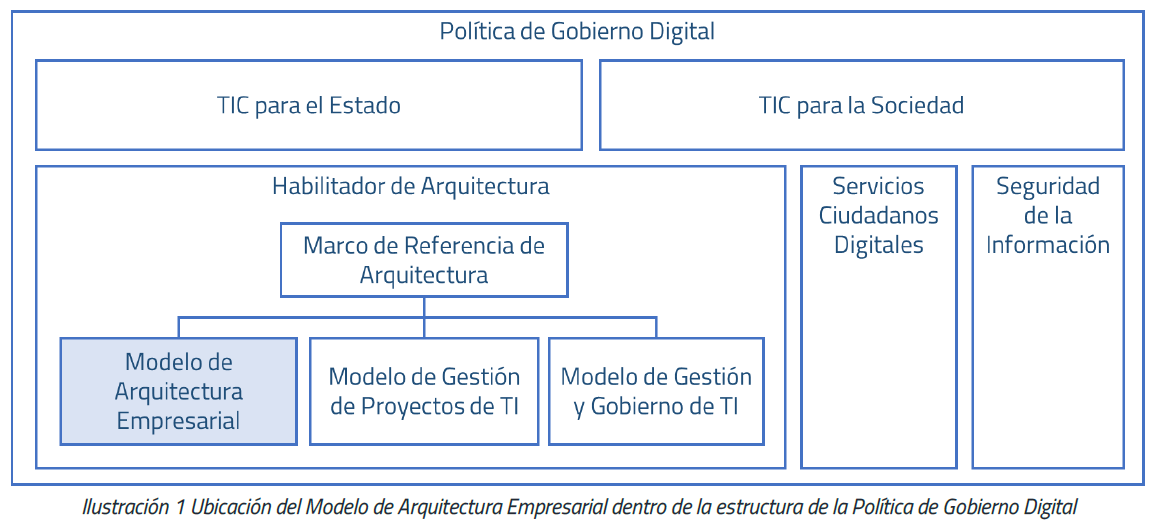 Política de Gobierno Digital
TIC para el Estado
TIC para la Sociedad
Habilitador de Arquitectura
Marco de Referencia de
Arquitectura
Modelo de
Arquitectura
Empresarial
Modelo de Gestión
de Proyectos de TI
Modelo de Gestión
y Gobierno de TI
Servicios
Ciudadanos
Digitales
Seguridad
de la
Información
Ilustración 1 Ubicación del Modelo de Arquitectura Empresarial dentro de la estructura de la Política de Gobierno Digital